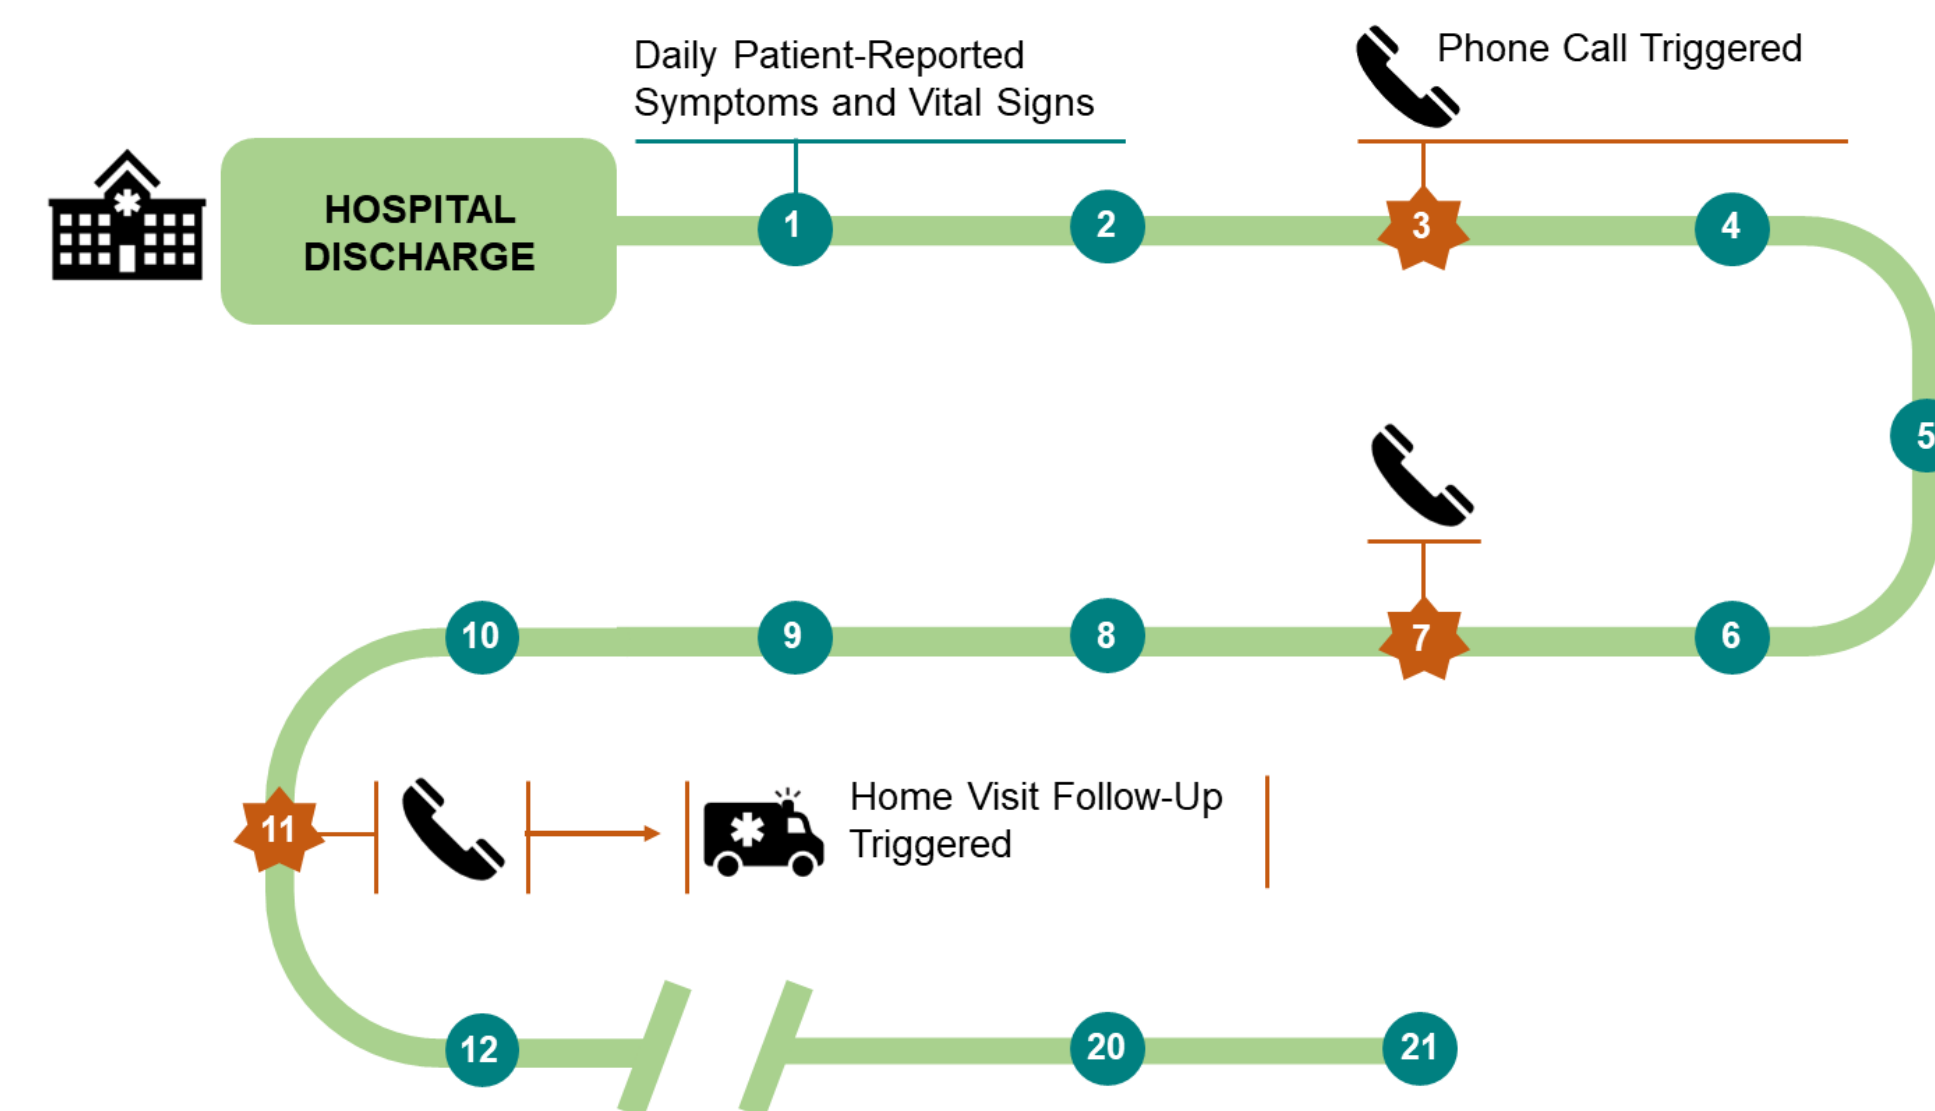 Daily Patient-Reported
Symptoms and Vital Signs
Phone Call Triggered
HOSPITAL
DISCHARGE
1
2
3
4
5
6
7
8
9
10
11
Home Visit Follow-Up
Triggered
12
20
21